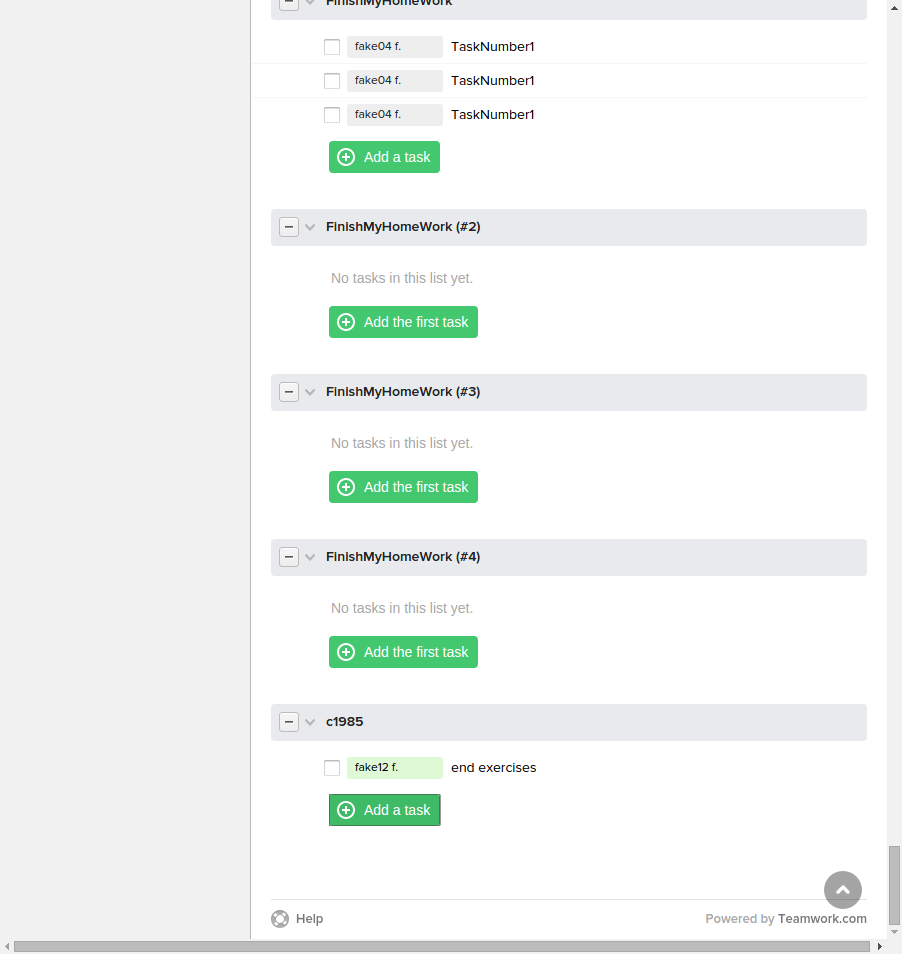 FinishMyHomeWork
fake04 f. TaskNumber1
fake04 f. TaskNumber1
fake04 f. TaskNumber1
Add a task
FinishMyHomeWork (#2)
No tasks in this list yet.
Add the first task
FinishMyHomeWork (#3)
No tasks in this list yet.
Add the first task
FinishMyHomeWork (#4)
No tasks in this list yet.
Add the first task
c1985
fake12 f. end exercises
Add a task
Help Powered by Teamwork.com